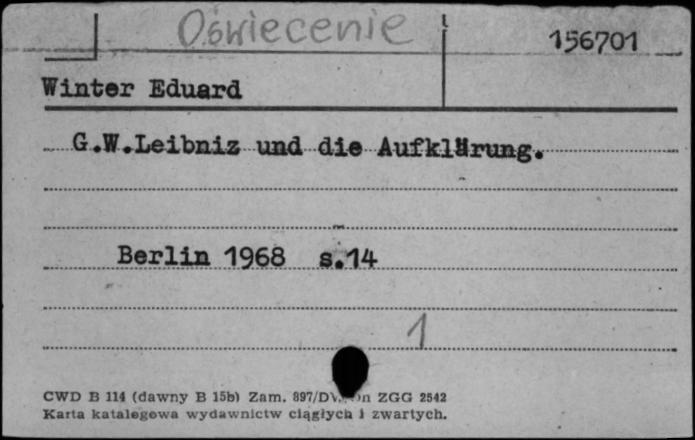 Oświecenie
156701
Winter Eduard
G.W.Leibniz und die Aufklärung.
Berlin 1968 s.14
1
CWD B 114 (dawny B 15b) Zam. 897/DV ZGG 2542
Karta katalogowa wydawnictw ciągłych i zwartych.